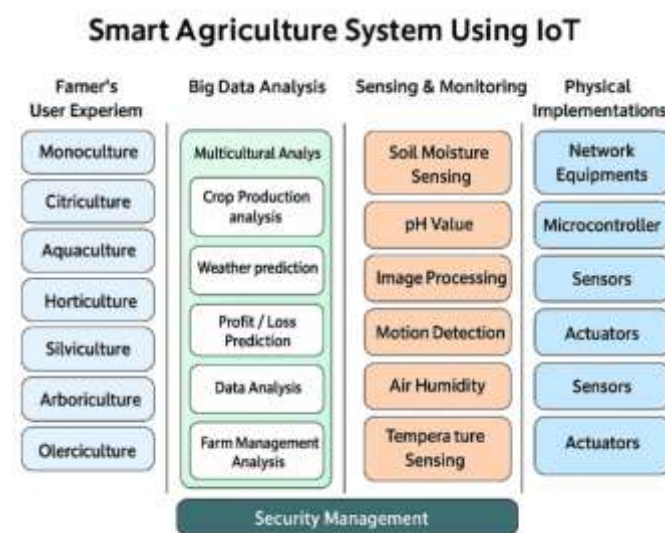 Smart Agriculture System Using IoT
Famer's
User Experiem
Monoculture
Citriculture
Aquaculture
Horticulture
Silviculture
Arboriculture
Olerciculture
Big Data Analysis
Multicultural Analys
Crop Production
analysis
Weather prediction
Profit / Loss
Prediction
Data Analysis
Farm Management
Analysis
Sensing & Monitoring
Soil Moisture
Sensing
pH Value
Image Processing
Motion Detection
Air Humidity
Tempera ture
Sensing
Physical
Implementations
Network
Equipments
Microcontroller
Sensors
Actuators
Sensors
Actuators
Security Management